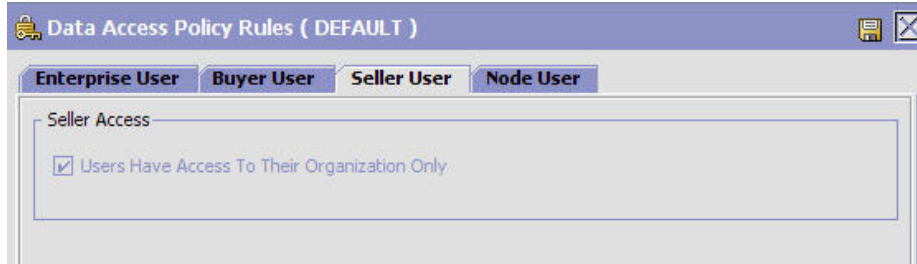 Data Access Policy Rules ( DEFAULT )
Enterprise User Buyer User Seller User Node User
Seller Access
Users Have Access To Their Organization Only